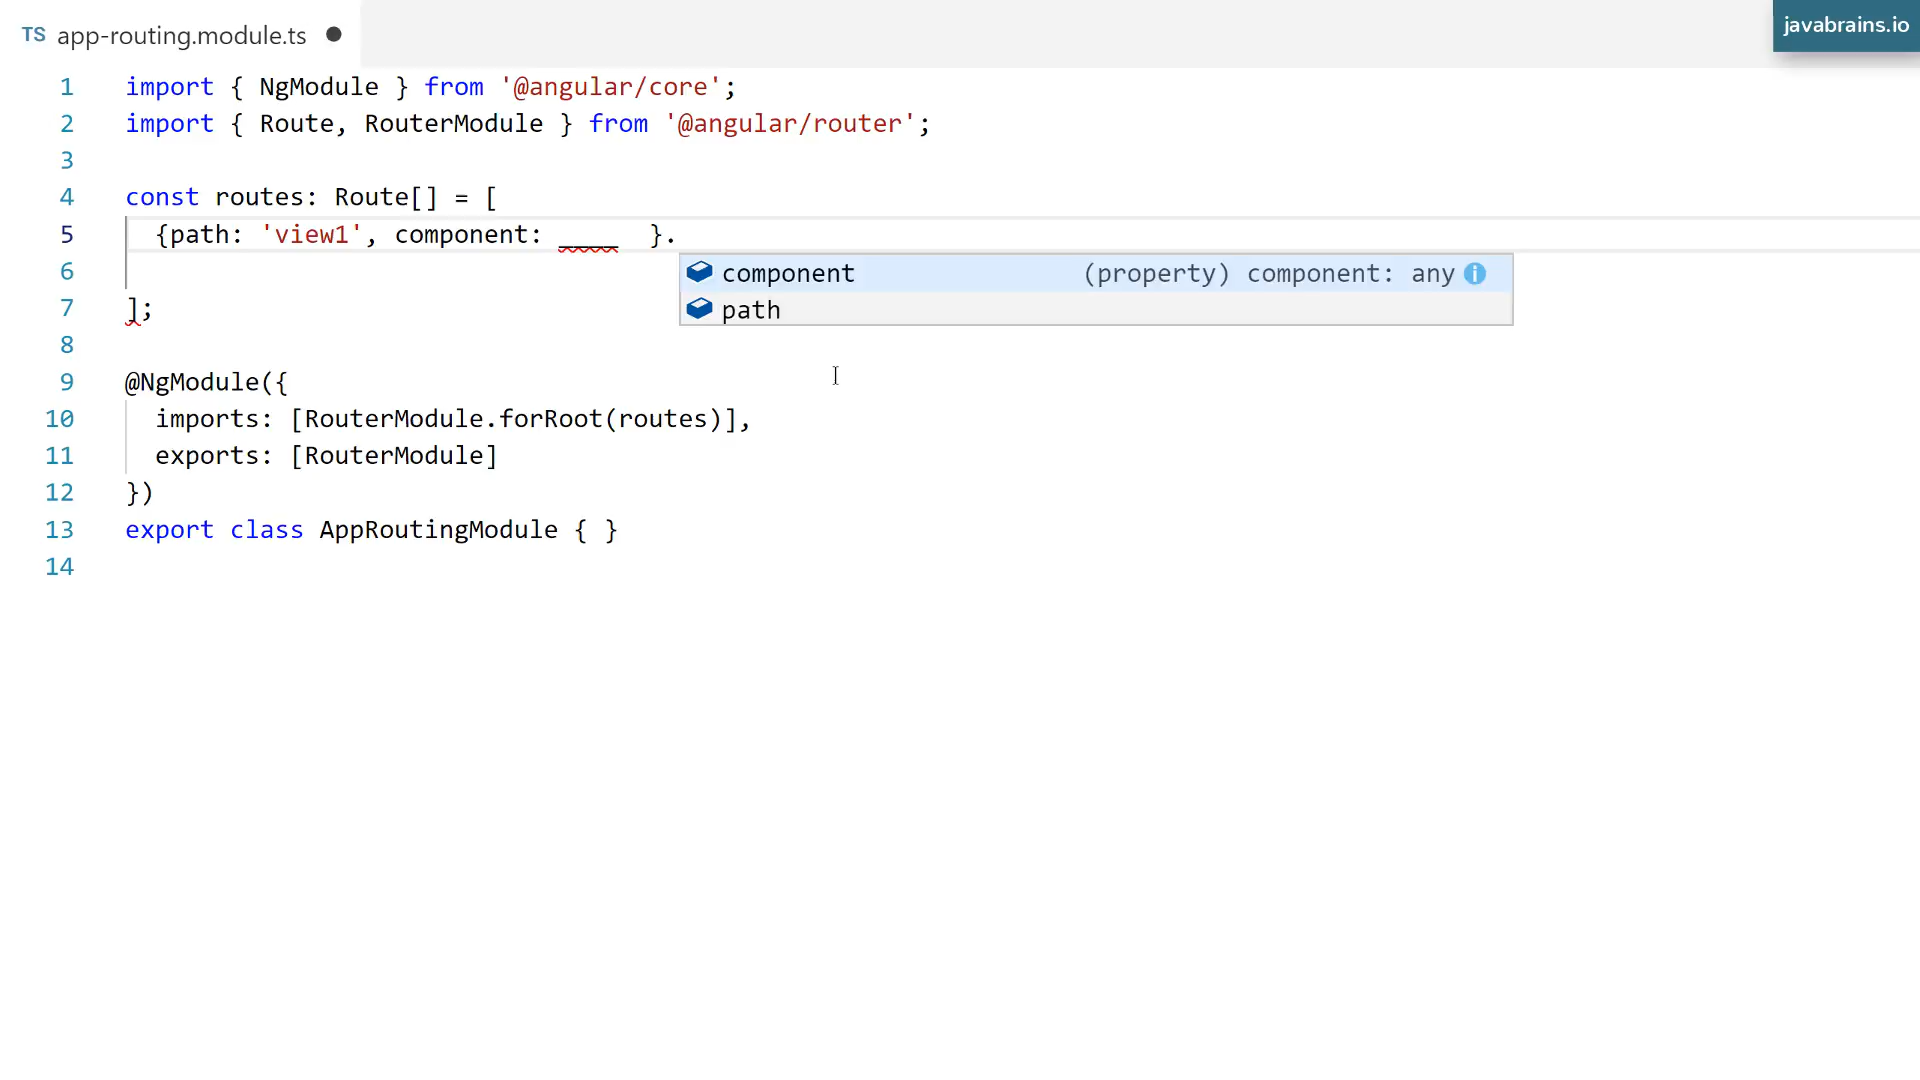 TS app-routing.module.ts
javabrains.io
1 import { NgModule } from '@angular/core';
2 import { Route, RouterModule } from '@angular/router';
3
4 const routes: Route[] = [
5 {path: 'view1', component: ____ }.
component (property) component: any
6
path
7 ];
8
9 @NgModule({
10 imports: [RouterModule.forRoot(routes)],
11 exports: [RouterModule]
12 })
13 export class AppRoutingModule { }
14